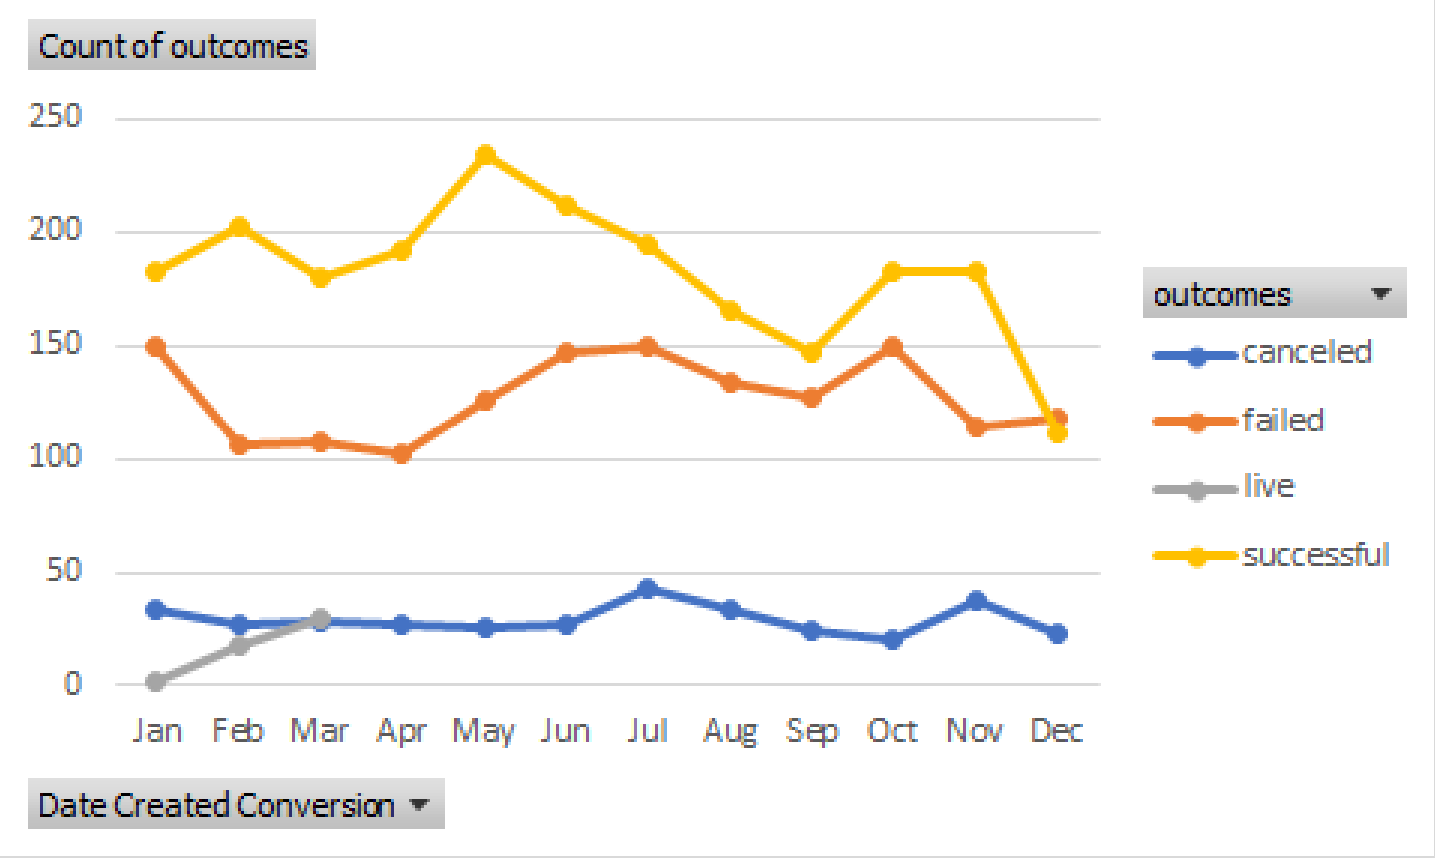 Count of outcomes
250
200
150
100
50
0
Jan Feb Mar Apr May Jun Jul Aug Sep Oct Nov Dec
Date Created Conversion
outcomes
canceled
failed
live
successful